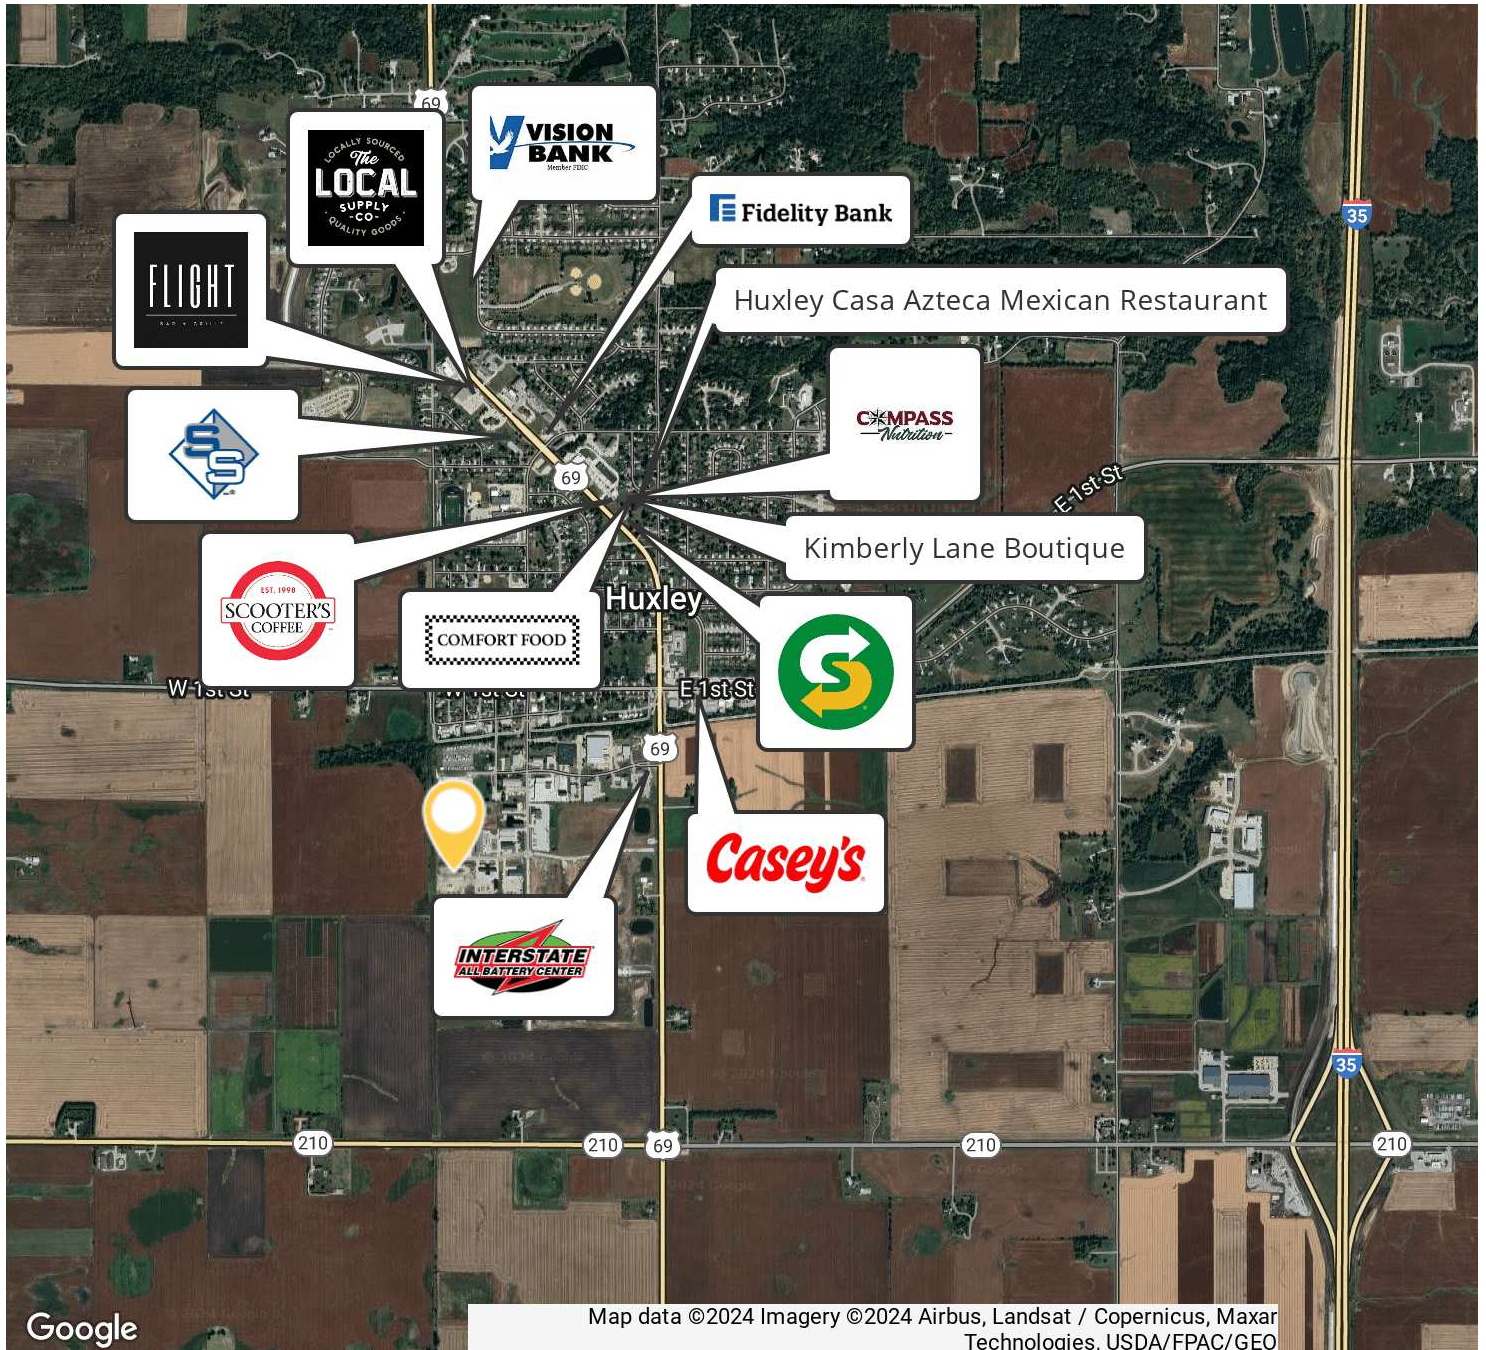 69
35
LOCALLY SOURCED
The
LOCAL
SUPPLY
-CO-
QUALITY GOODS
VISION
BANK
Member FDIC
Fidelity Bank
FLIGHT
BAR + GRILLE
Huxley Casa Azteca Mexican Restaurant
COMPASS
Nutrition
SS
69
E 1st St
Kimberly Lane Boutique
EST. 1998
SCOOTER'S
COFFEE
Huxley
COMFORT FOOD
S
W 1st St
W 1st St
E 1st St
69
Casey's
INTERSTATE
ALL BATTERY CENTER
35
210
210
69
210
210
Google
Map data ©2024 Imagery ©2024 Airbus, Landsat / Copernicus, Maxar
Technologies, USDA/FPAC/GEO